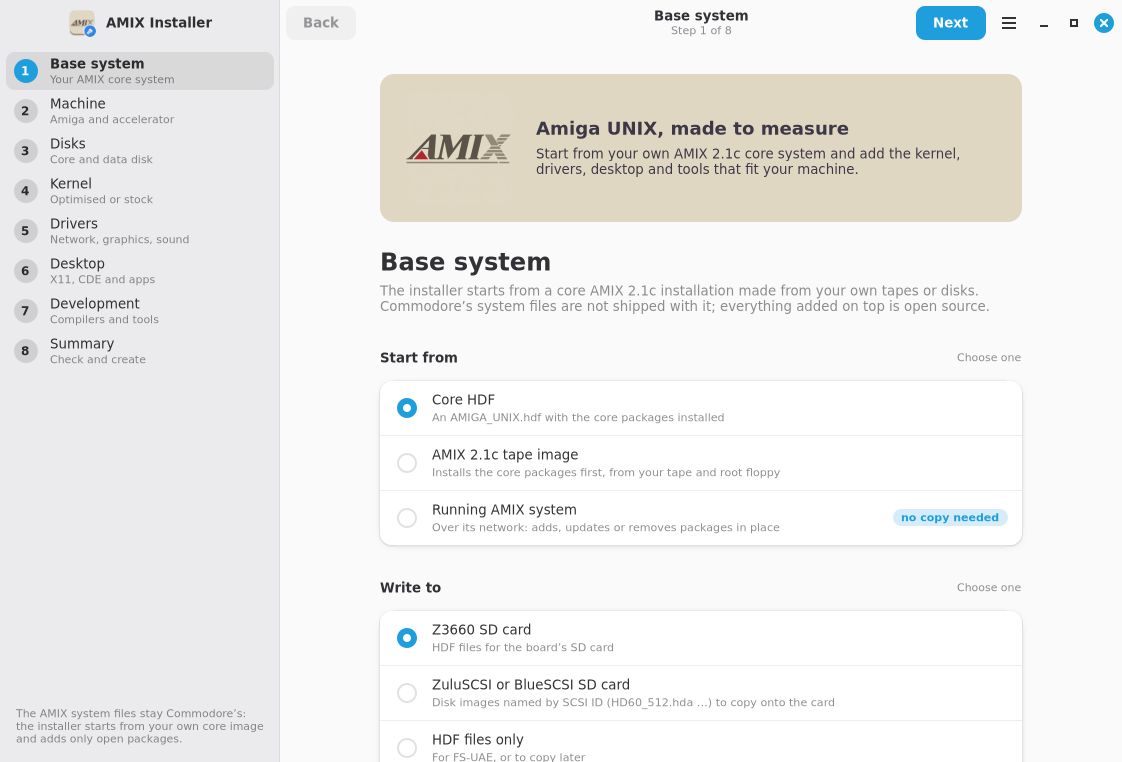 AMIX Installer
1
Base system
Your AMIX core system
2
Machine
Amiga and accelerator
3
Disks
Core and data disk
4
Kernel
Optimised or stock
5
Drivers
Network, graphics, sound
6
Desktop
X11, CDE and apps
7
Development
Compilers and tools
8
Summary
Check and create
The AMIX system files stay Commodore’s:
the installer starts from your own core image
and adds only open packages.
Back
Base system
Step 1 of 8
Next
AMIX
Amiga UNIX, made to measure
Start from your own AMIX 2.1c core system and add the kernel,
drivers, desktop and tools that fit your machine.
Base system
The installer starts from a core AMIX 2.1c installation made from your own tapes or disks.
Commodore’s system files are not shipped with it; everything added on top is open source.
Start from
Choose one
Core HDF
An AMIGA_UNIX.hdf with the core packages installed
AMIX 2.1c tape image
Installs the core packages first, from your tape and root floppy
Running AMIX system
Over its network: adds, updates or removes packages in place
no copy needed
Write to
Choose one
Z3660 SD card
HDF files for the board’s SD card
ZuluSCSI or BlueSCSI SD card
Disk images named by SCSI ID (HD60_512.hda ...) to copy onto the card
HDF files only
For FS-UAE, or to copy later